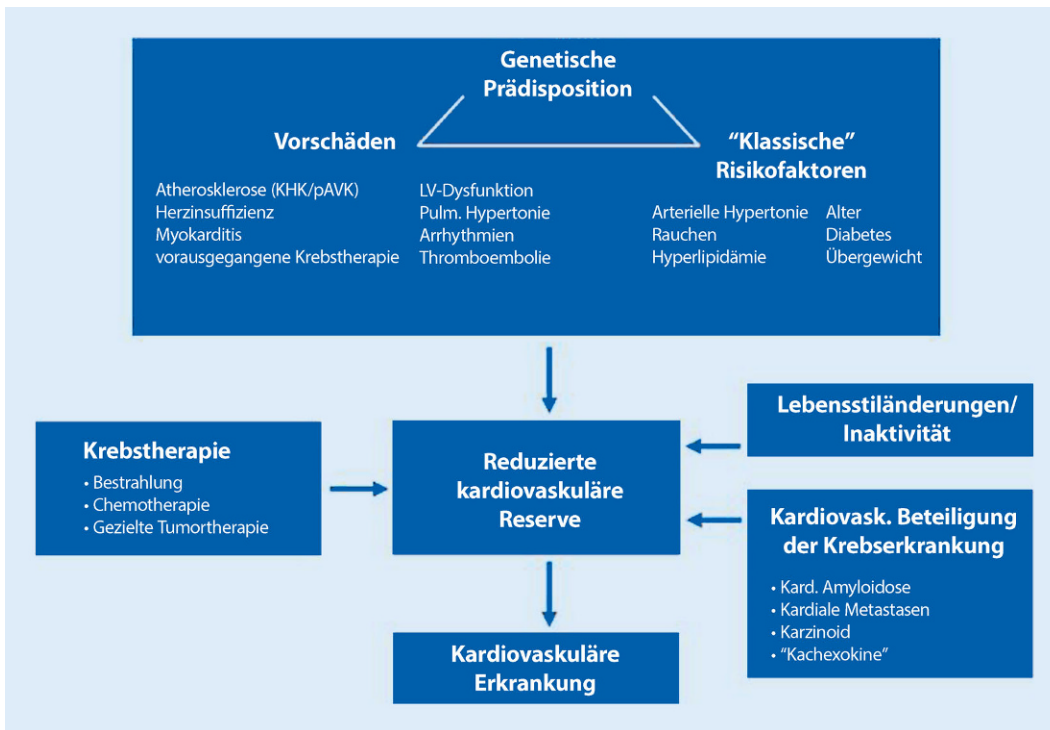 Genetische
Prädisposition
Vorschäden
Atherosklerose (KHK/pAVK)
Herzinsuffizienz
Myokarditis
vorausgegangene Krebstherapie
LV-Dysfunktion
Pulm. Hypertonie
Arrhythmien
Thromboembolie
“Klassische”
Risikofaktoren
Arterielle Hypertonie
Rauchen
Hyperlipidämie
Alter
Diabetes
Übergewicht
Krebstherapie
• Bestrahlung
• Chemotherapie
• Gezielte Tumortherapie
Reduzierte
kardiovaskuläre
Reserve
Lebensstiländerungen/
Inaktivität
Kardiovask. Beteiligung
der Krebserkrankung
• Kard. Amyloidose
• Kardiale Metastasen
• Karzinoid
• “Kachexokine”
Kardiovaskuläre
Erkrankung